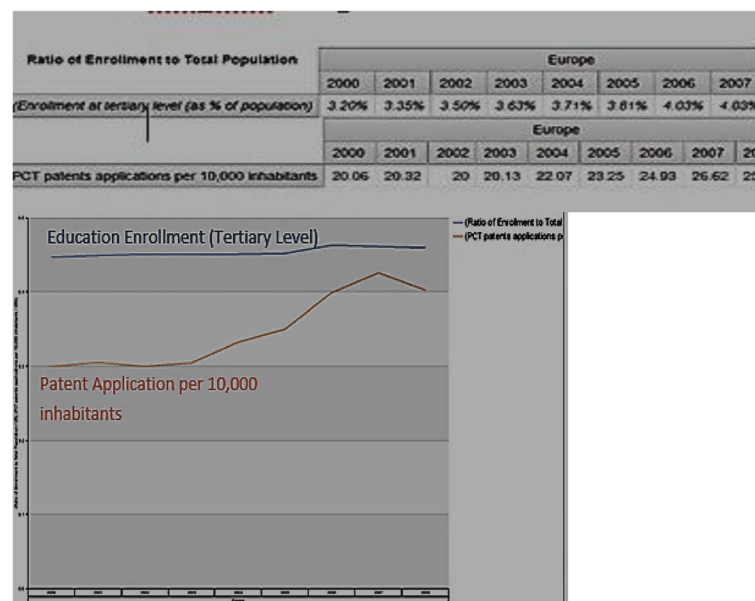 Ratio of Enrollment to Total Population
Europe
2000 2001 2002 2003 2004 2005 2006 2007
(Enrollment at tertiary level (as % of population) 3.20% 3.35% 3.50% 3.63% 3.71% 3.81% 4.03% 4.03%
Europe
2000 2001 2002 2003 2004 2005 2006 2007
PCT patents applications per 10,000 inhabitants 20.06 20.32 20 20.13 22.07 23.25 24.93 26.62
Education Enrollment (Tertiary Level)
(Ratio of Enrollment to Total
(PCT patents applications p
Patent Application per 10,000
inhabitants